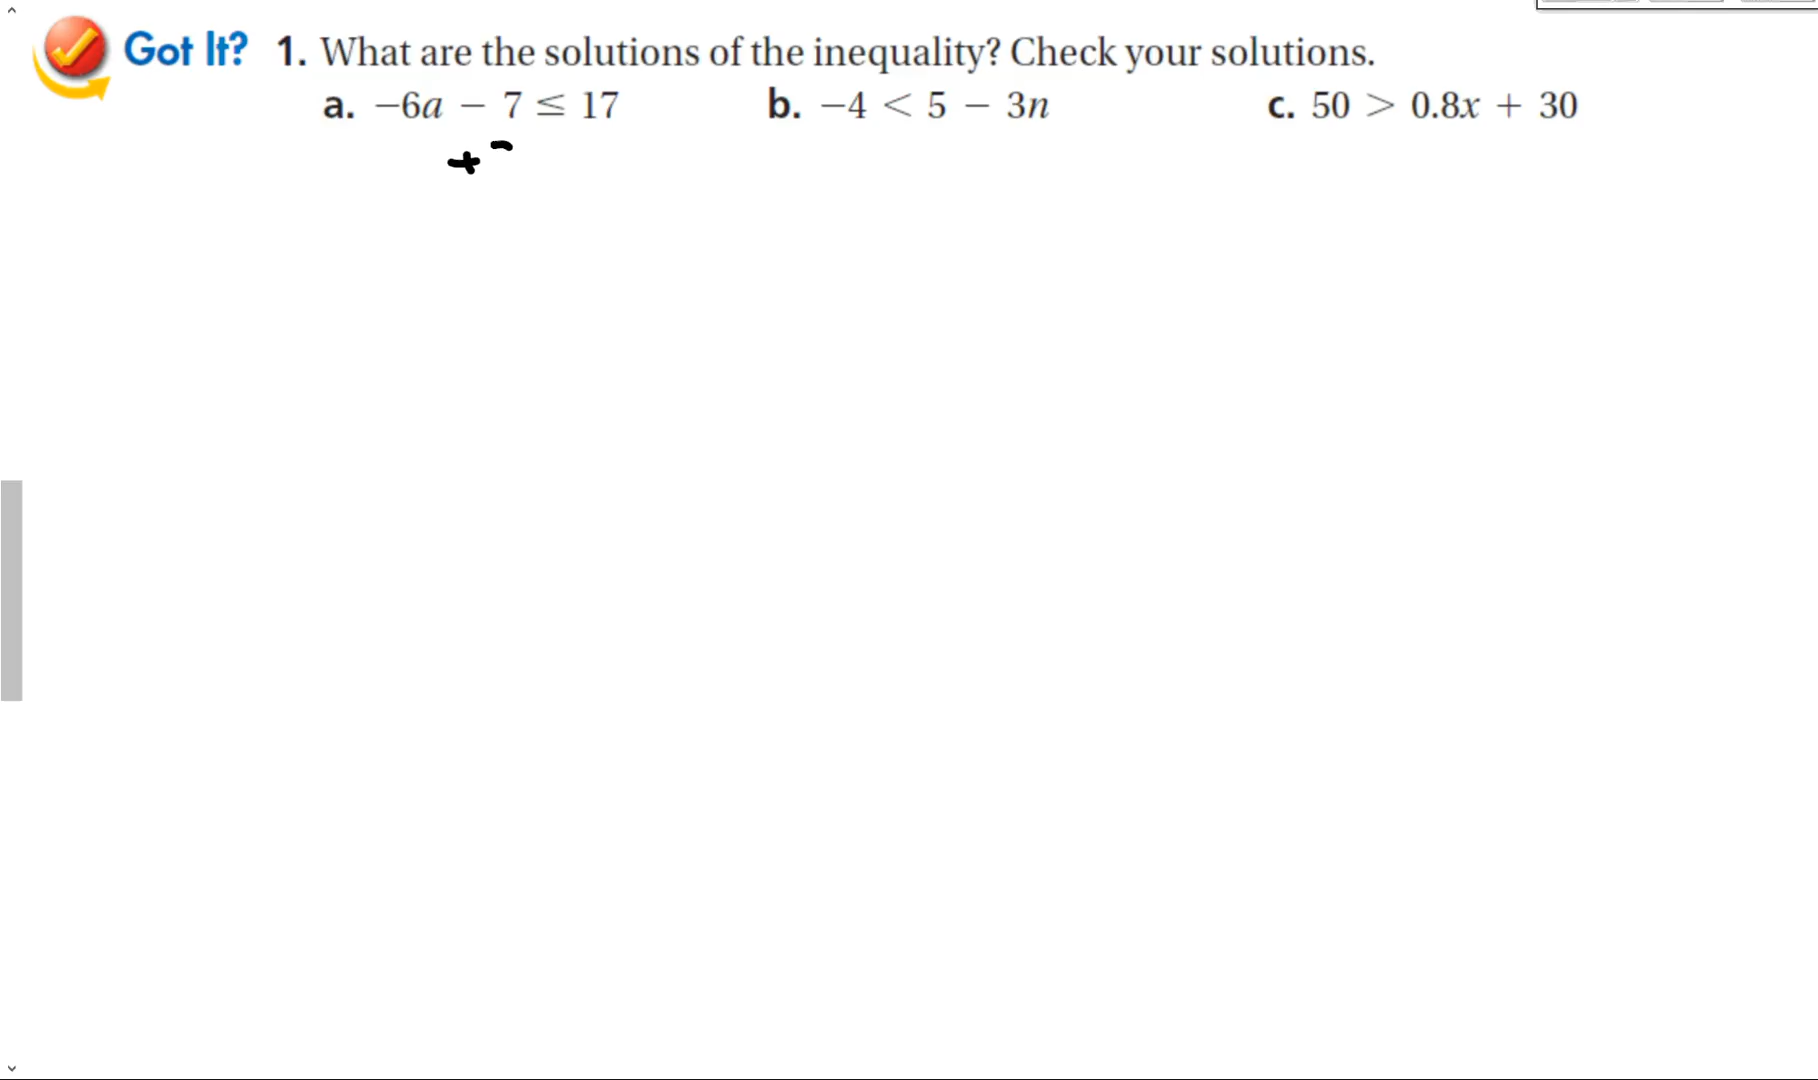 Got It? 1. What are the solutions of the inequality? Check your solutions.
a. −6a − 7 ≤ 17 b. −4 < 5 − 3n c. 50 > 0.8x + 30
+